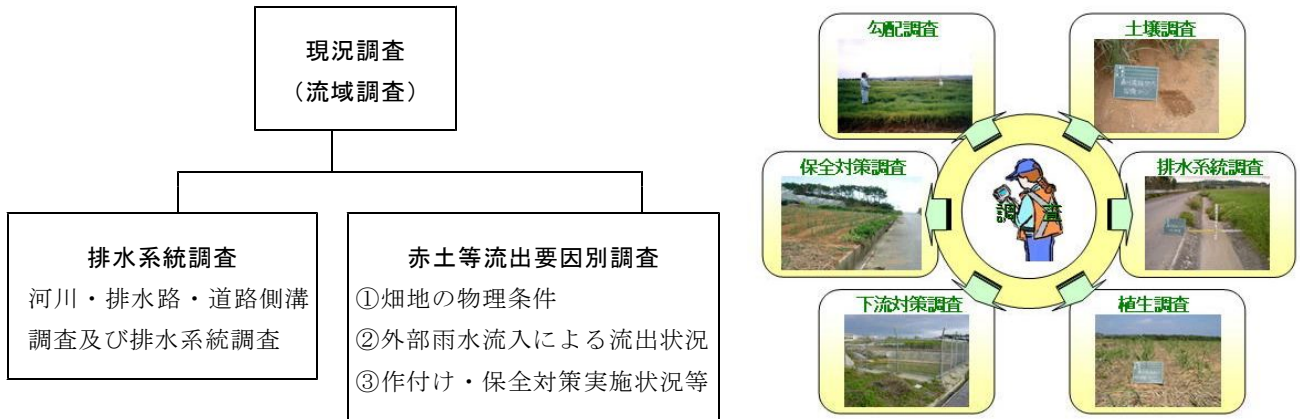 現況調査
（流域調査）
排水系統調査
河川・排水路・道路側溝
調査及び排水系統調査
赤土等流出要因別調査
①畑地の物理条件
②外部雨水流入による流出状況
③作付け・保全対策実施状況等
勾配調査
土壌調査
保全対策調査
排水系統調査
調査
下流対策調査
植生調査